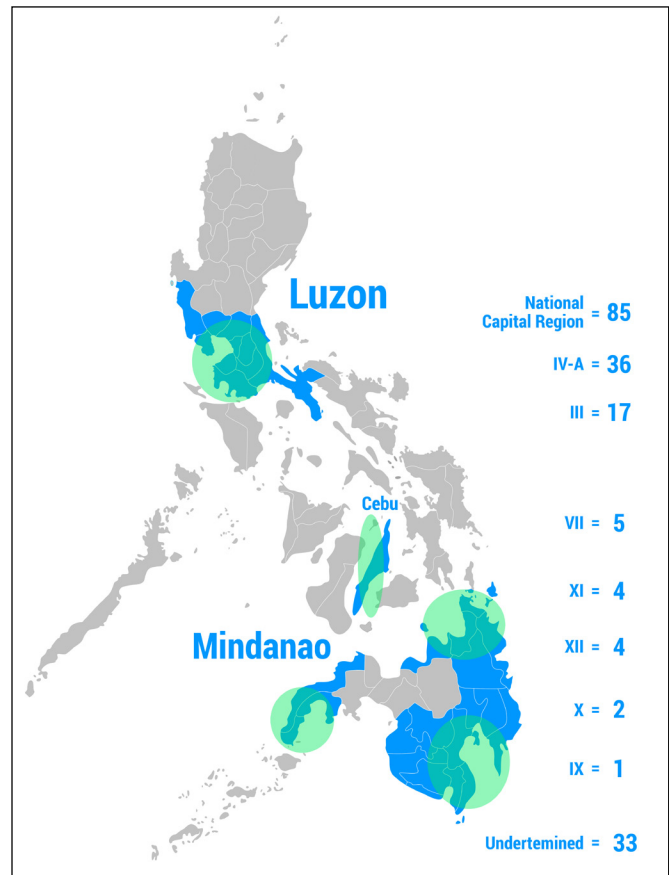 Luzon
National
Capital Region = 85
IV-A = 36
III = 17
Cebu
VII = 5
XI = 4
Mindanao
XII = 4
X = 2
IX = 1
Undertemined = 33